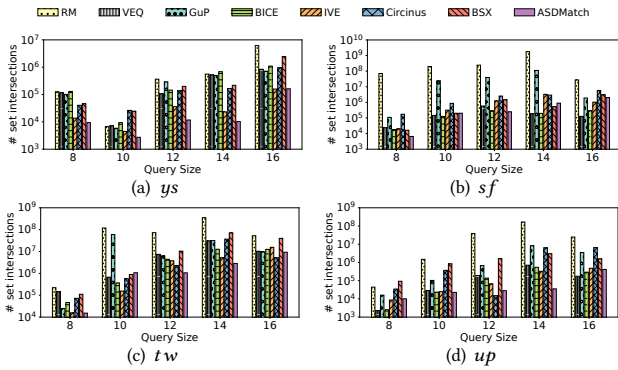 RM VEQ GuP BICE IVE Circinus BSX ASDMatch
# set intersections
10^7
10^6
10^5
10^4
10^3
8 10 12 14 16
Query Size
(a) ys
# set intersections
10^10
10^9
10^8
10^7
10^6
10^5
10^4
10^3
8 10 12 14 16
Query Size
(b) sf
# set intersections
10^9
10^8
10^7
10^6
10^5
10^4
8 10 12 14 16
Query Size
(c) tw
# set intersections
10^9
10^8
10^7
10^6
10^5
10^4
10^3
8 10 12 14 16
Query Size
(d) up